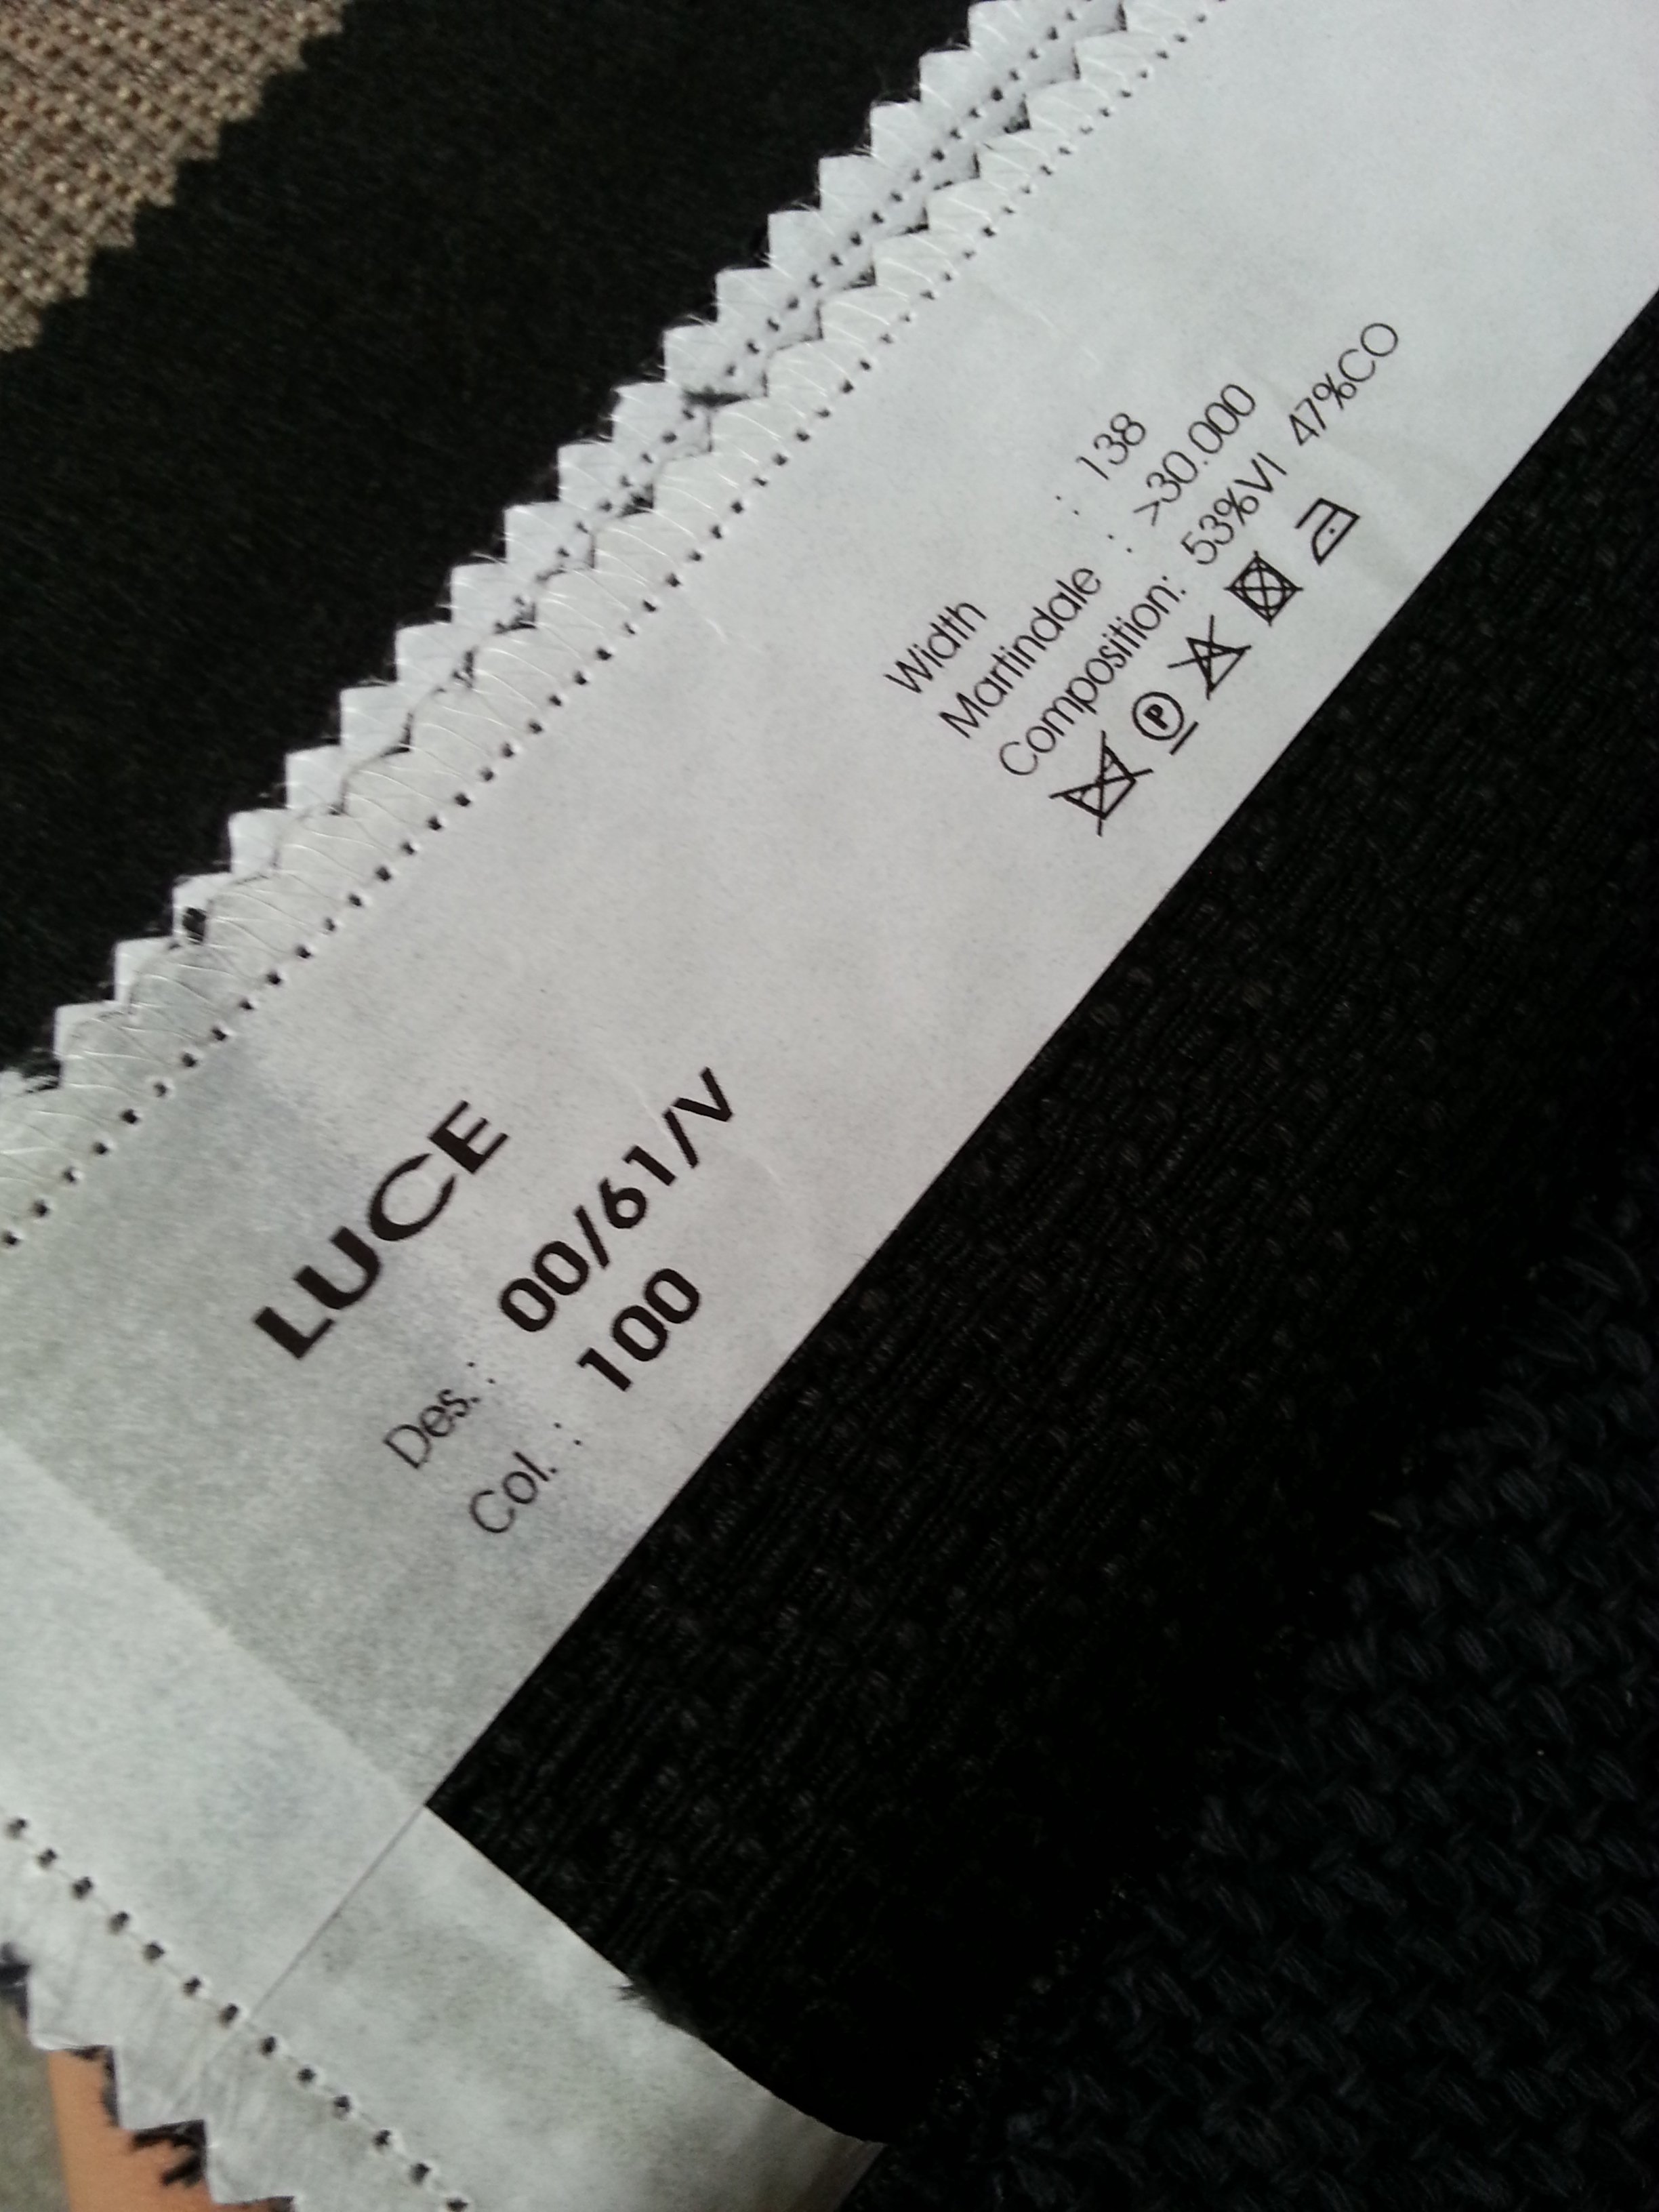 LUCE
Des. : 00/61/V
Col. : 100
Width : 138
Martindale : >30.000
Composition: 53%VI 47%CO
P